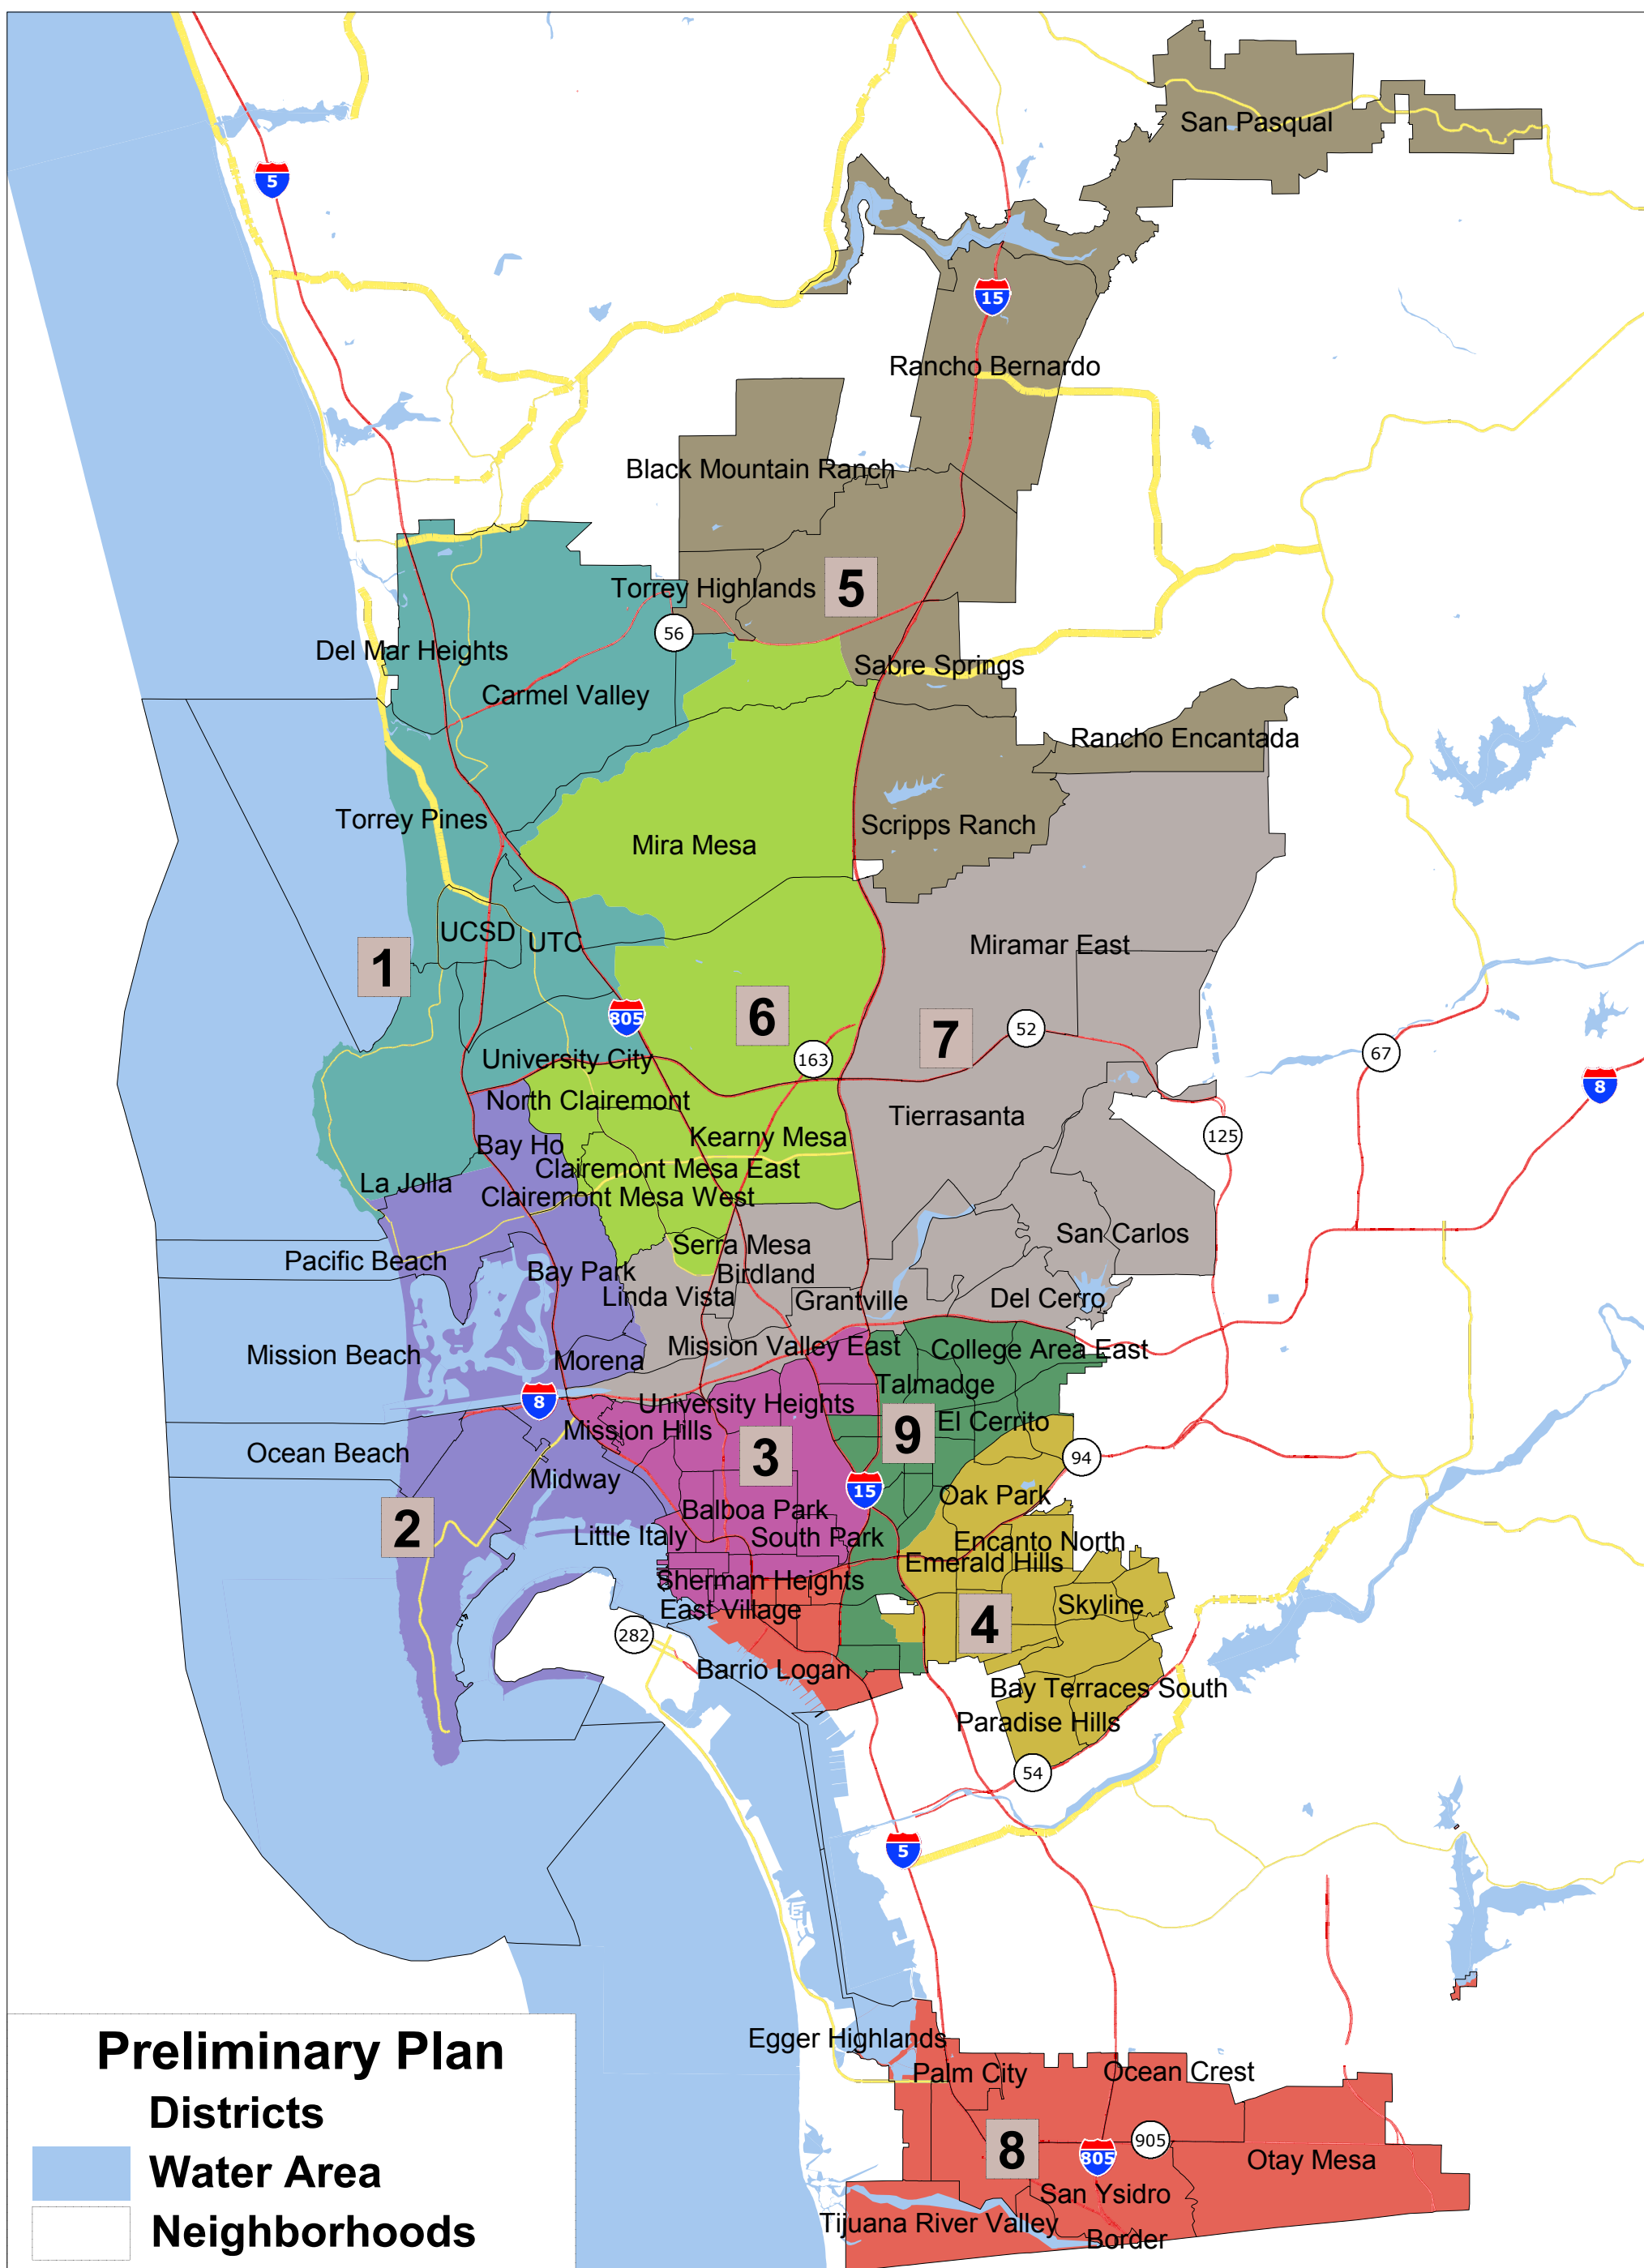 San Pasqual
5
15
Rancho Bernardo
Black Mountain Ranch
Torrey Highlands
5
56
Del Mar Heights
Sabre Springs
Carmel Valley
Rancho Encantada
Torrey Pines
Scripps Ranch
Mira Mesa
UCSD
UTC
Miramar East
1
805
6
7
52
163
67
8
University City
North Clairemont
Tierrasanta
Kearny Mesa
125
Bay Ho
Clairemont Mesa East
La Jolla
Clairemont Mesa West
San Carlos
Serra Mesa
Pacific Beach
Bay Park
Birdland
Linda Vista
Grantville
Del Cerro
Mission Valley East
College Area East
Mission Beach
Morena
Talmadge
8
University Heights
El Cerrito
Mission Hills
3
9
94
Ocean Beach
Midway
15
Oak Park
Balboa Park
2
Little Italy
South Park
Encanto North
Emerald Hills
Sherman Heights
East Village
4
Skyline
282
Barrio Logan
Bay Terraces South
Paradise Hills
54
5
Egger Highlands
Palm City
Ocean Crest
8
805
905
Otay Mesa
San Ysidro
Tijuana River Valley
Border
Preliminary Plan
Districts
Water Area
Neighborhoods